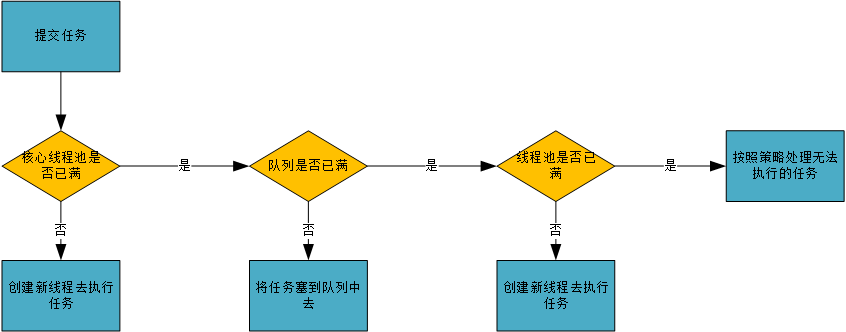 提交任务
核心线程池是
否已满
是
队列是否已满
是
线程池是否已
满
是
按照策略处理无法
执行的任务
否
否
否
创建新线程去执行
任务
将任务塞到队列中
去
创建新线程去执行
任务